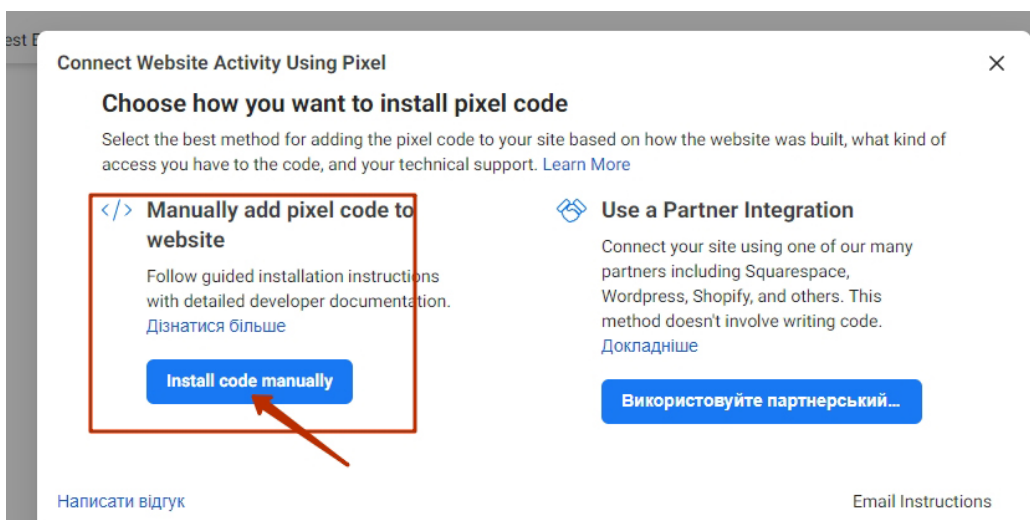 est E
Connect Website Activity Using Pixel
Choose how you want to install pixel code
Select the best method for adding the pixel code to your site based on how the website was built, what kind of
access you have to the code, and your technical support. Learn More
</> Manually add pixel code to
website
Follow guided installation instructions
with detailed developer documentation.
Дізнатися більше
Install code manually
Use a Partner Integration
Connect your site using one of our many
partners including Squarespace,
Wordpress, Shopify, and others. This
method doesn't involve writing code.
Докладніше
Використовуйте партнерський...
Написати відгук
Email Instructions